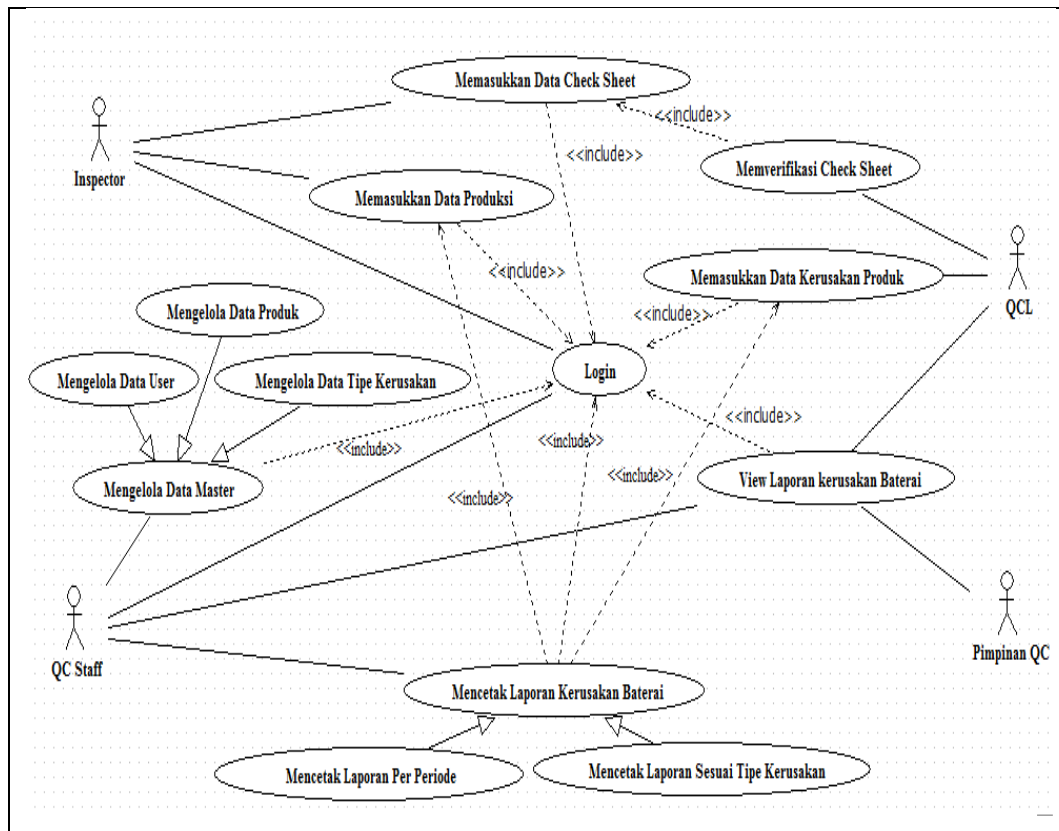 Memasukkan Data Check Sheet
<<include>>
Inspector
<<include>>
Memverifikasi Check Sheet
Memasukkan Data Produksi
<<include>>
Memasukkan Data Kerusakan Produk
QCL
Mengelola Data Produk
<<include>>
Mengelola Data User
Mengelola Data Tipe Kerusakan
Login
<<include>>
<<include>>
<<include>>
<<include>>
Mengelola Data Master
View Laporan kerusakan Baterai
<<include>>
QC Staff
Pimpinan QC
Mencetak Laporan Kerusakan Baterai
Mencetak Laporan Per Periode
Mencetak Laporan Sesuai Tipe Kerusakan